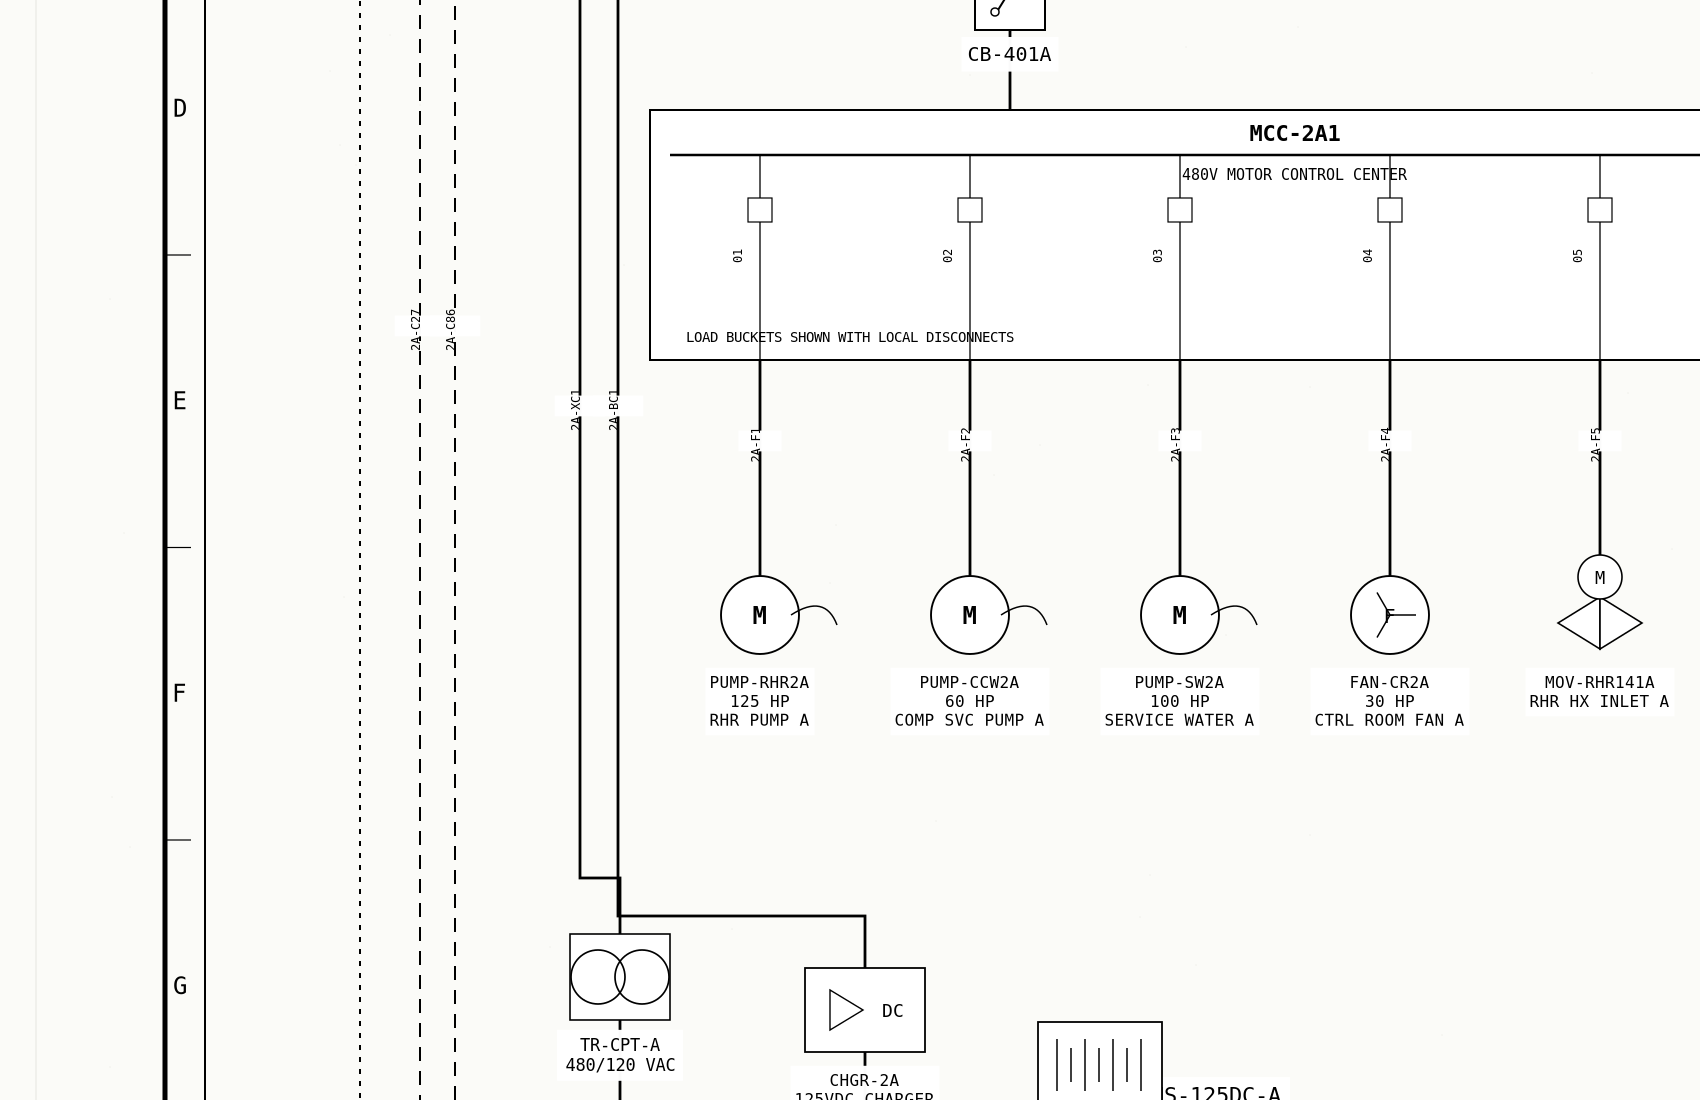 CB-401A
D
MCC-2A1
480V MOTOR CONTROL CENTER
01
02
03
04
05
LOAD BUCKETS SHOWN WITH LOCAL DISCONNECTS
2A-C27
2A-C86
E
2A-XC1
2A-BC1
2A-F1
2A-F2
2A-F3
2A-F4
2A-F5
M
M
M
M
F
F
PUMP-RHR2A
125 HP
RHR PUMP A
PUMP-CCW2A
60 HP
COMP SVC PUMP A
PUMP-SW2A
100 HP
SERVICE WATER A
FAN-CR2A
30 HP
CTRL ROOM FAN A
MOV-RHR141A
RHR HX INLET A
G
DC
TR-CPT-A
480/120 VAC
CHGR-2A
125VDC CHARGER
S-125DC-A